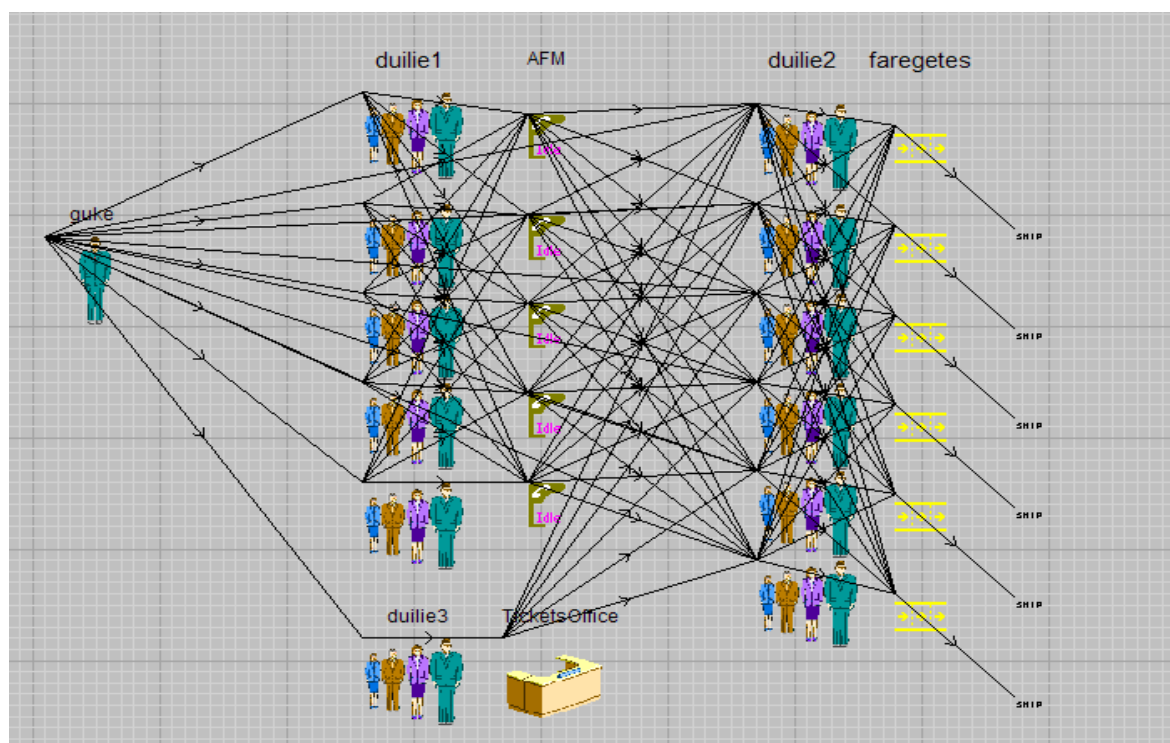 duilie1
AFM
duilie2
faregetes
Idle
guke
SHIP
Idle
SHIP
Idle
SHIP
Idle
SHIP
Idle
SHIP
duilie3
TicketsOffice
SHIP